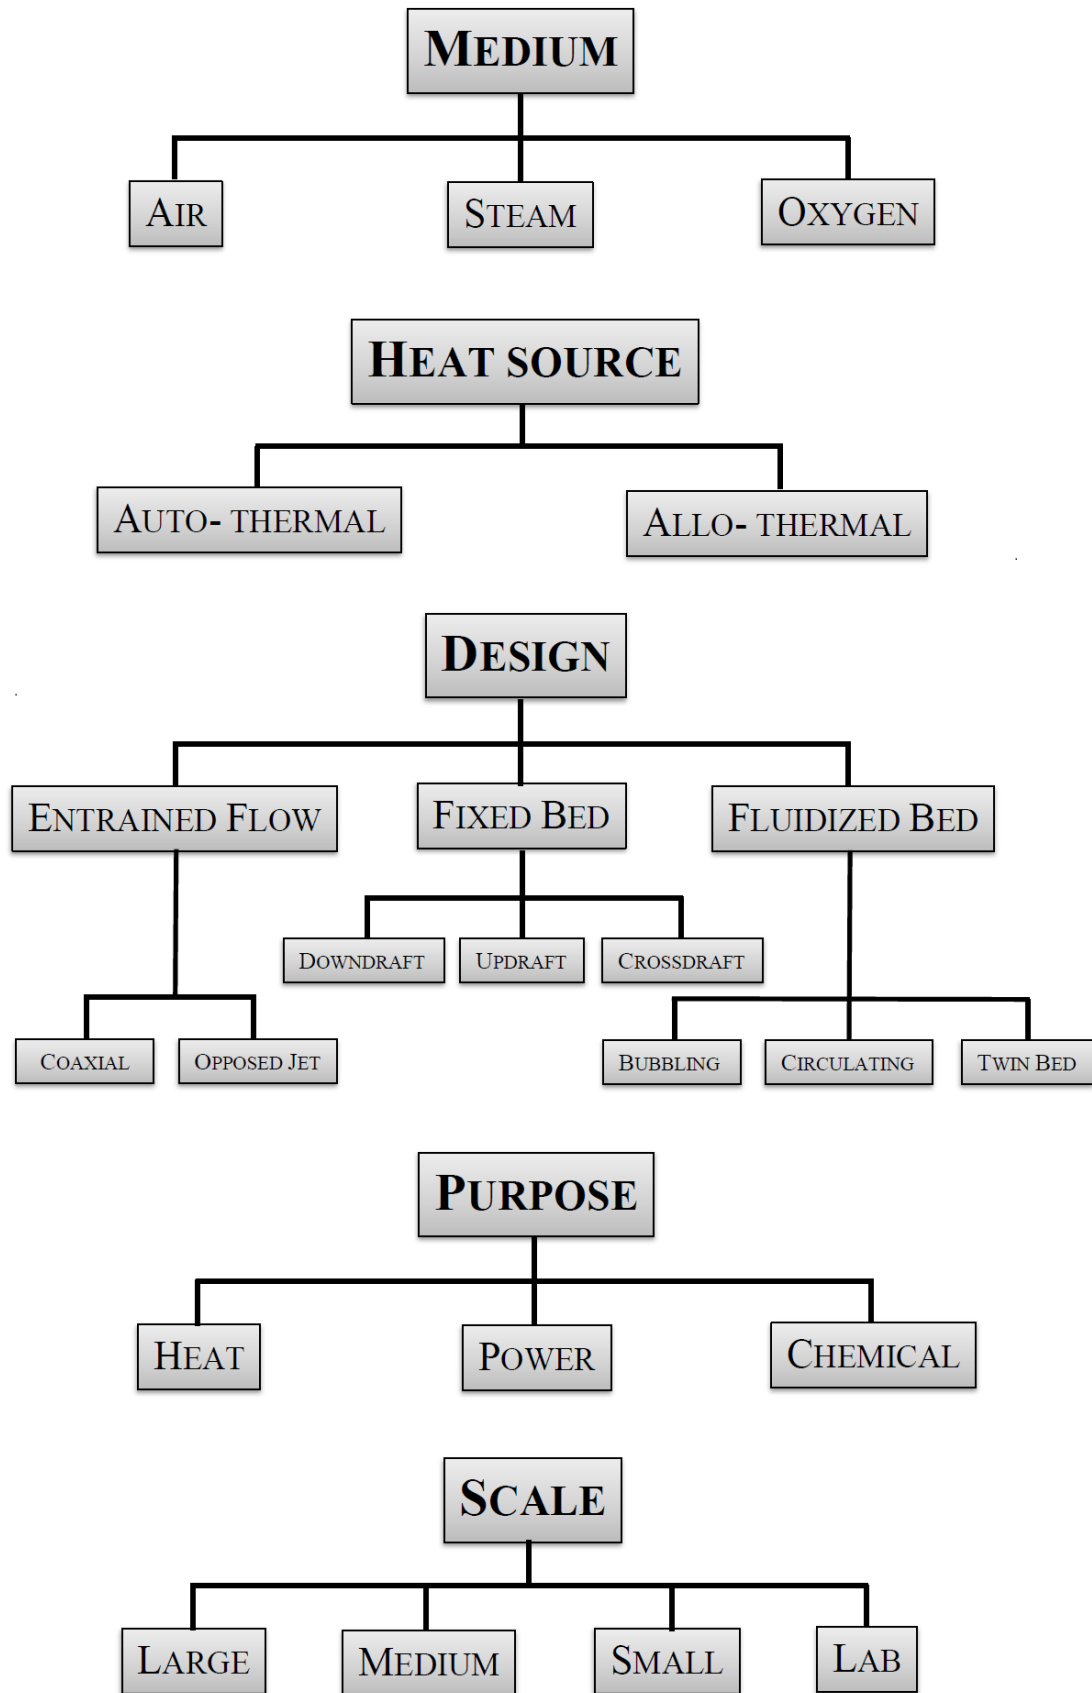 MEDIUM
AIR
STEAM
OXYGEN
HEAT SOURCE
AUTO- THERMAL
ALLO- THERMAL
DESIGN
ENTRAINED FLOW
FIXED BED
FLUIDIZED BED
DOWNDRAFT
UPDRAFT
CROSSDRAFT
COAXIAL
OPPOSED JET
BUBBLING
CIRCULATING
TWIN BED
PURPOSE
HEAT
POWER
CHEMICAL
SCALE
LARGE
MEDIUM
SMALL
LAB